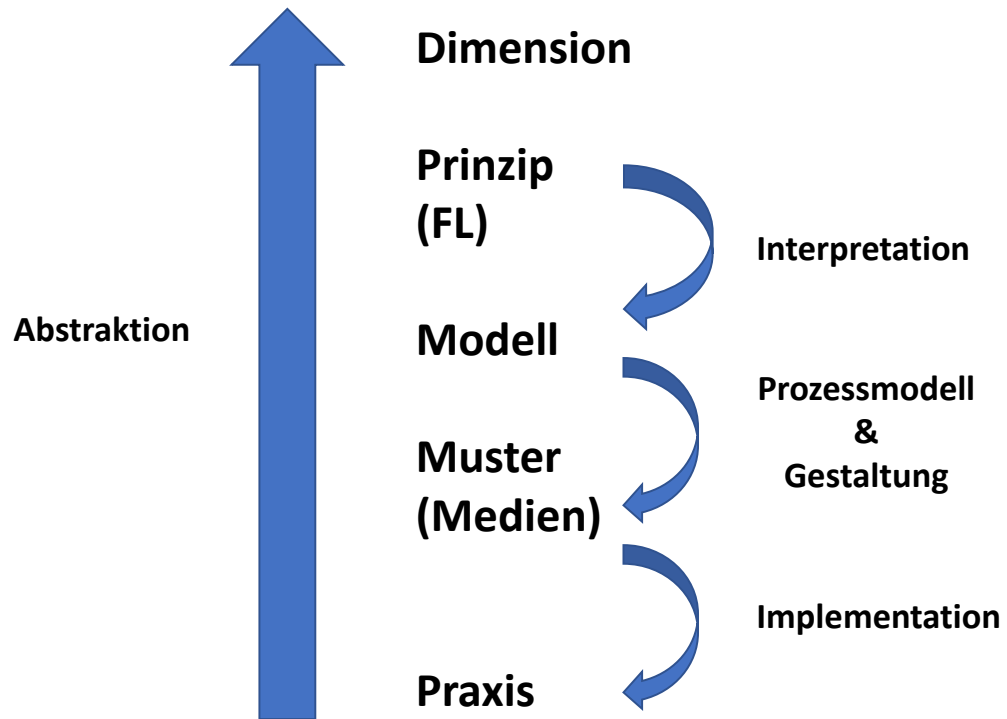 Dimension
Prinzip
(FL)
Interpretation
Abstraktion
Modell
Prozessmodell
&
Gestaltung
Muster
(Medien)
Implementation
Praxis